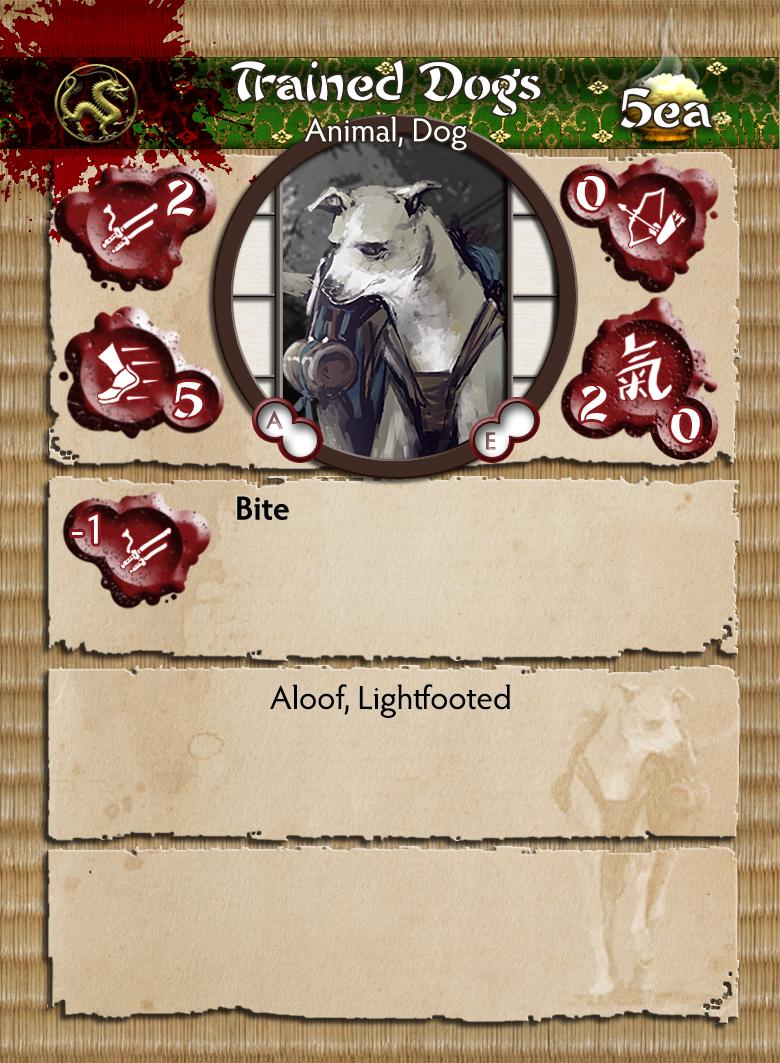 Trained Dogs
5ea
Animal, Dog
2
0
5
氣
2
0
A
E
-1
Bite
Aloof, Lightfooted